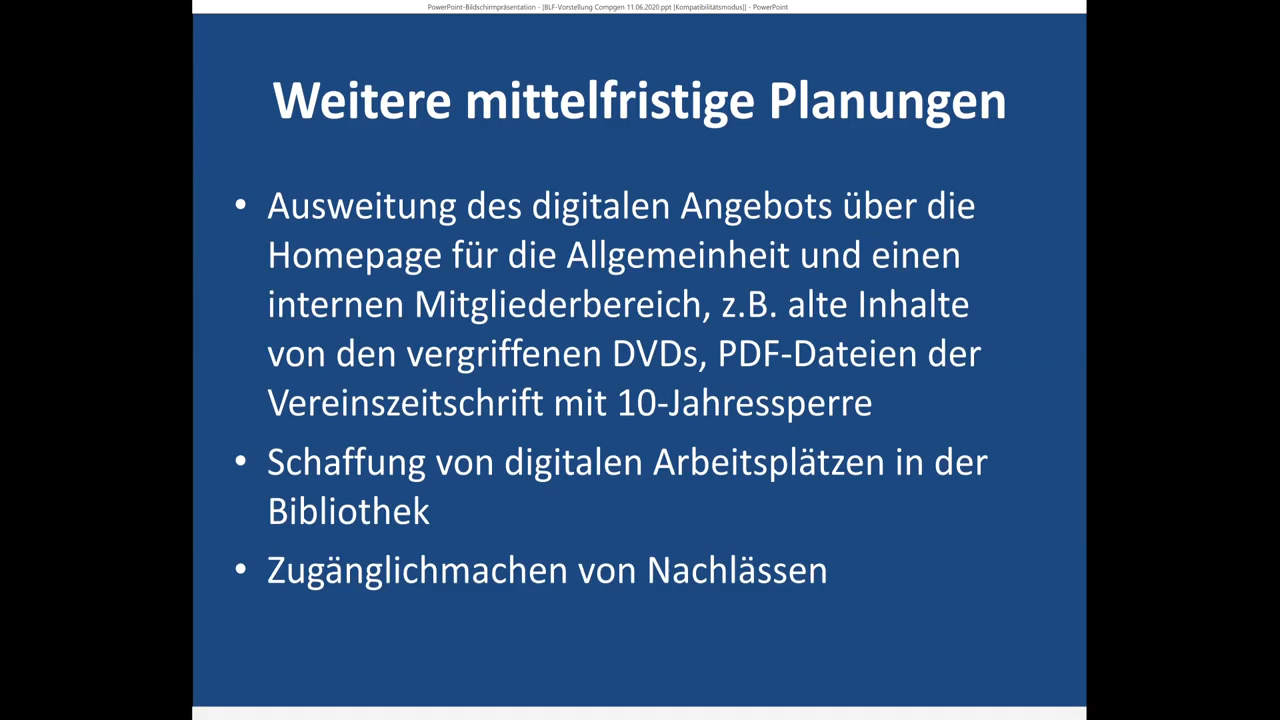 PowerPoint-Bildschirmpräsentation - [BLF-Vorstellung Compgen 11.06.2020.ppt [Kompatibilitätsmodus]] - PowerPoint
Weitere mittelfristige Planungen
• Ausweitung des digitalen Angebots über die
Homepage für die Allgemeinheit und einen
internen Mitgliederbereich, z.B. alte Inhalte
von den vergriffenen DVDs, PDF-Dateien der
Vereinszeitschrift mit 10-Jahressperre
• Schaffung von digitalen Arbeitsplätzen in der
Bibliothek
• Zugänglichmachen von Nachlässen